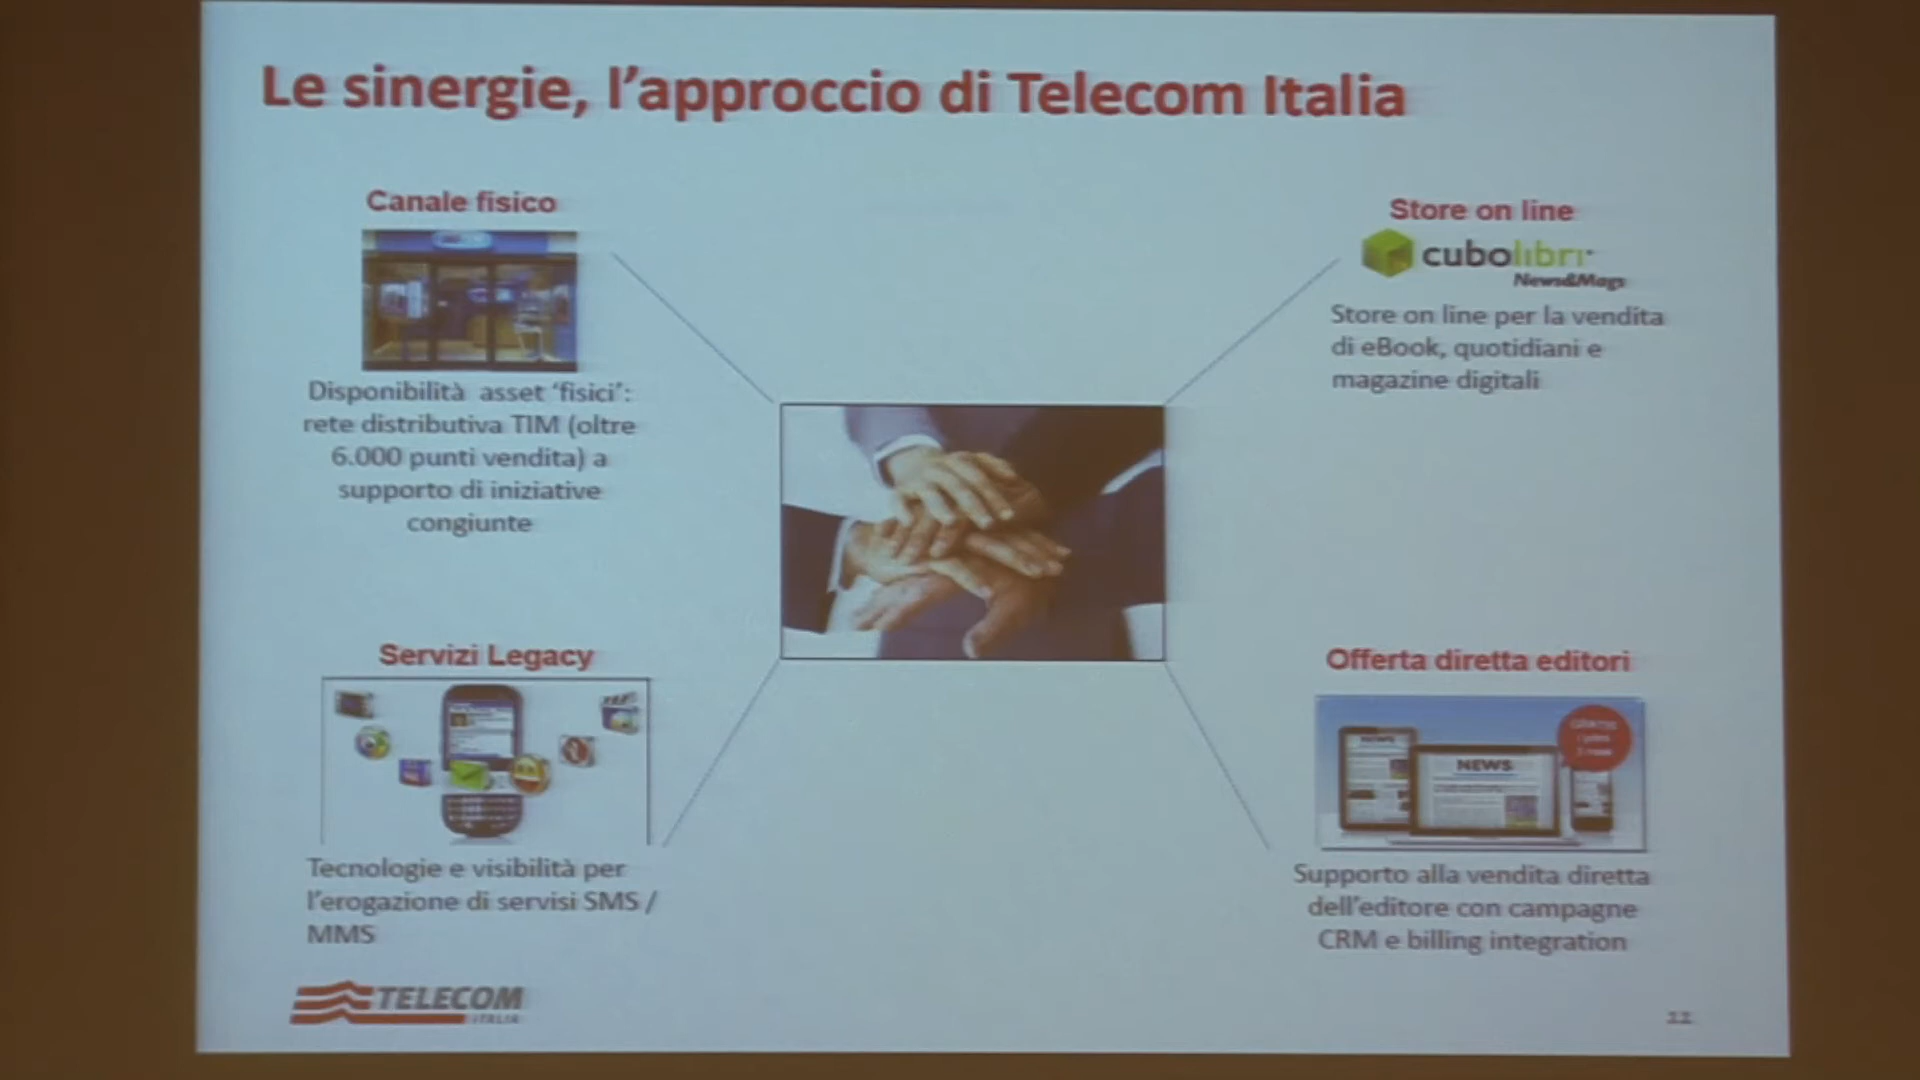 Le sinergie, l'approccio di Telecom Italia
Canale fisico
Disponibilità asset 'fisici':
rete distributiva TIM (oltre
6.000 punti vendita) a
supporto di iniziative
congiunte
Store on line
cubolibri
News&Mags
Store on line per la vendita
di eBook, quotidiani e
magazine digitali
Servizi Legacy
Tecnologie e visibilità per
l'erogazione di servisi SMS /
MMS
Offerta diretta editori
NEWS
NEWS
Supporto alla vendita diretta
dell'editore con campagne
CRM e billing integration
TELECOM
ITALIA